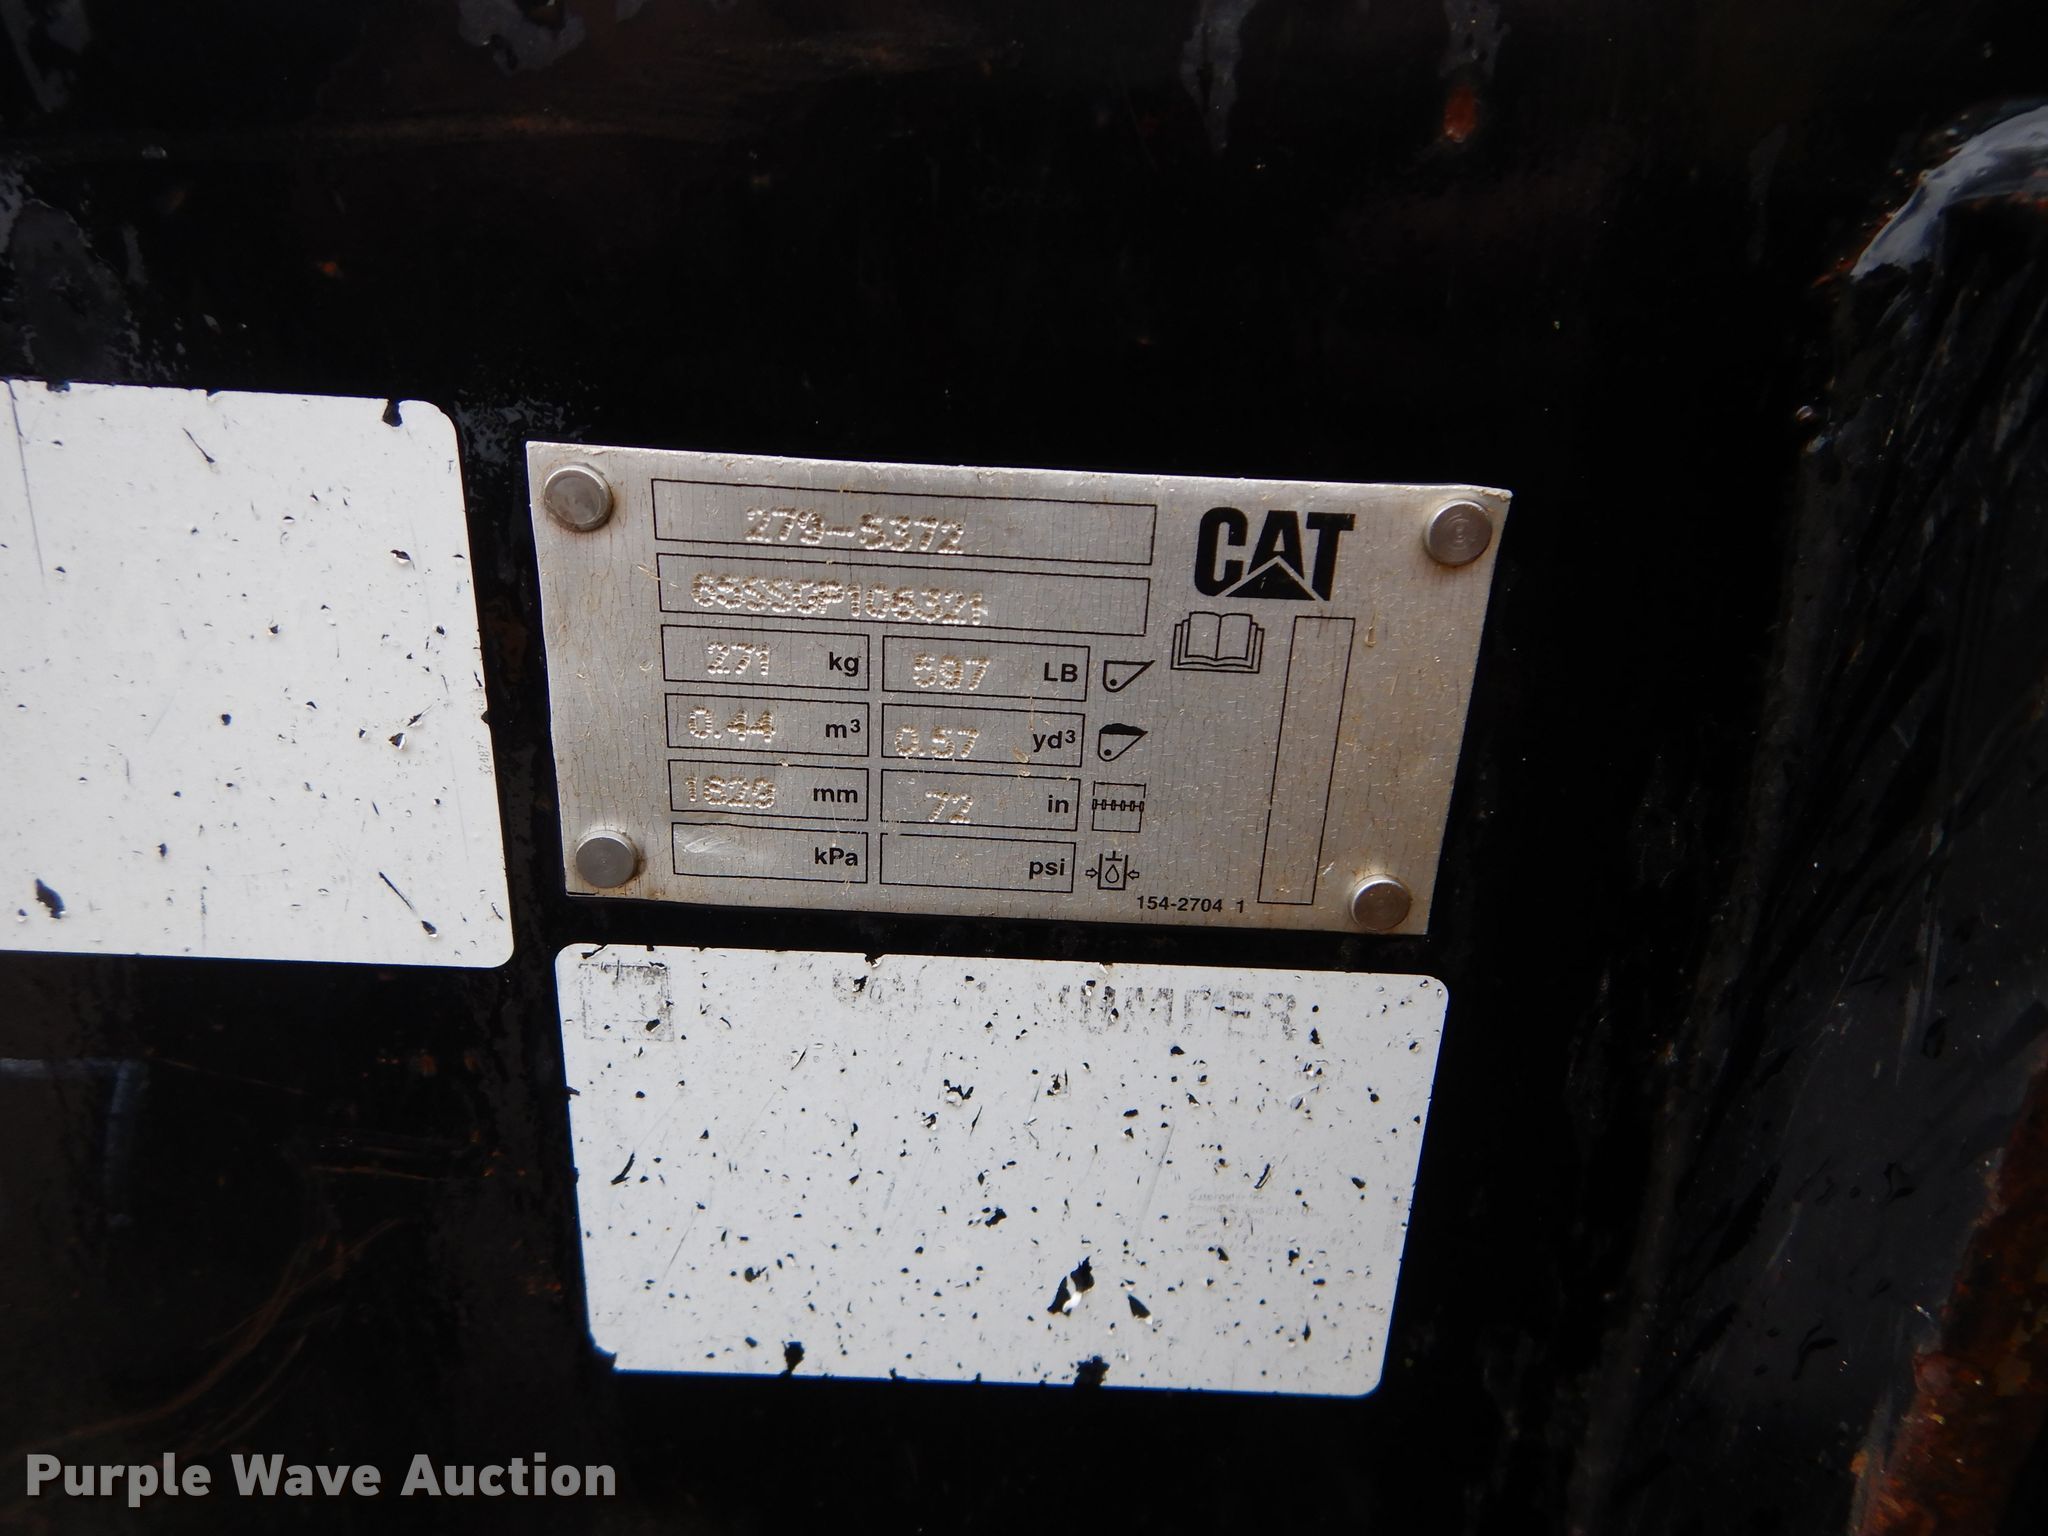 279-5372
CAT
65SSGP106321
271 kg 597 LB
0.44 m³ 0.57 yd³
1829 mm 72 in
kPa psi
154-2704 1
Purple Wave Auction